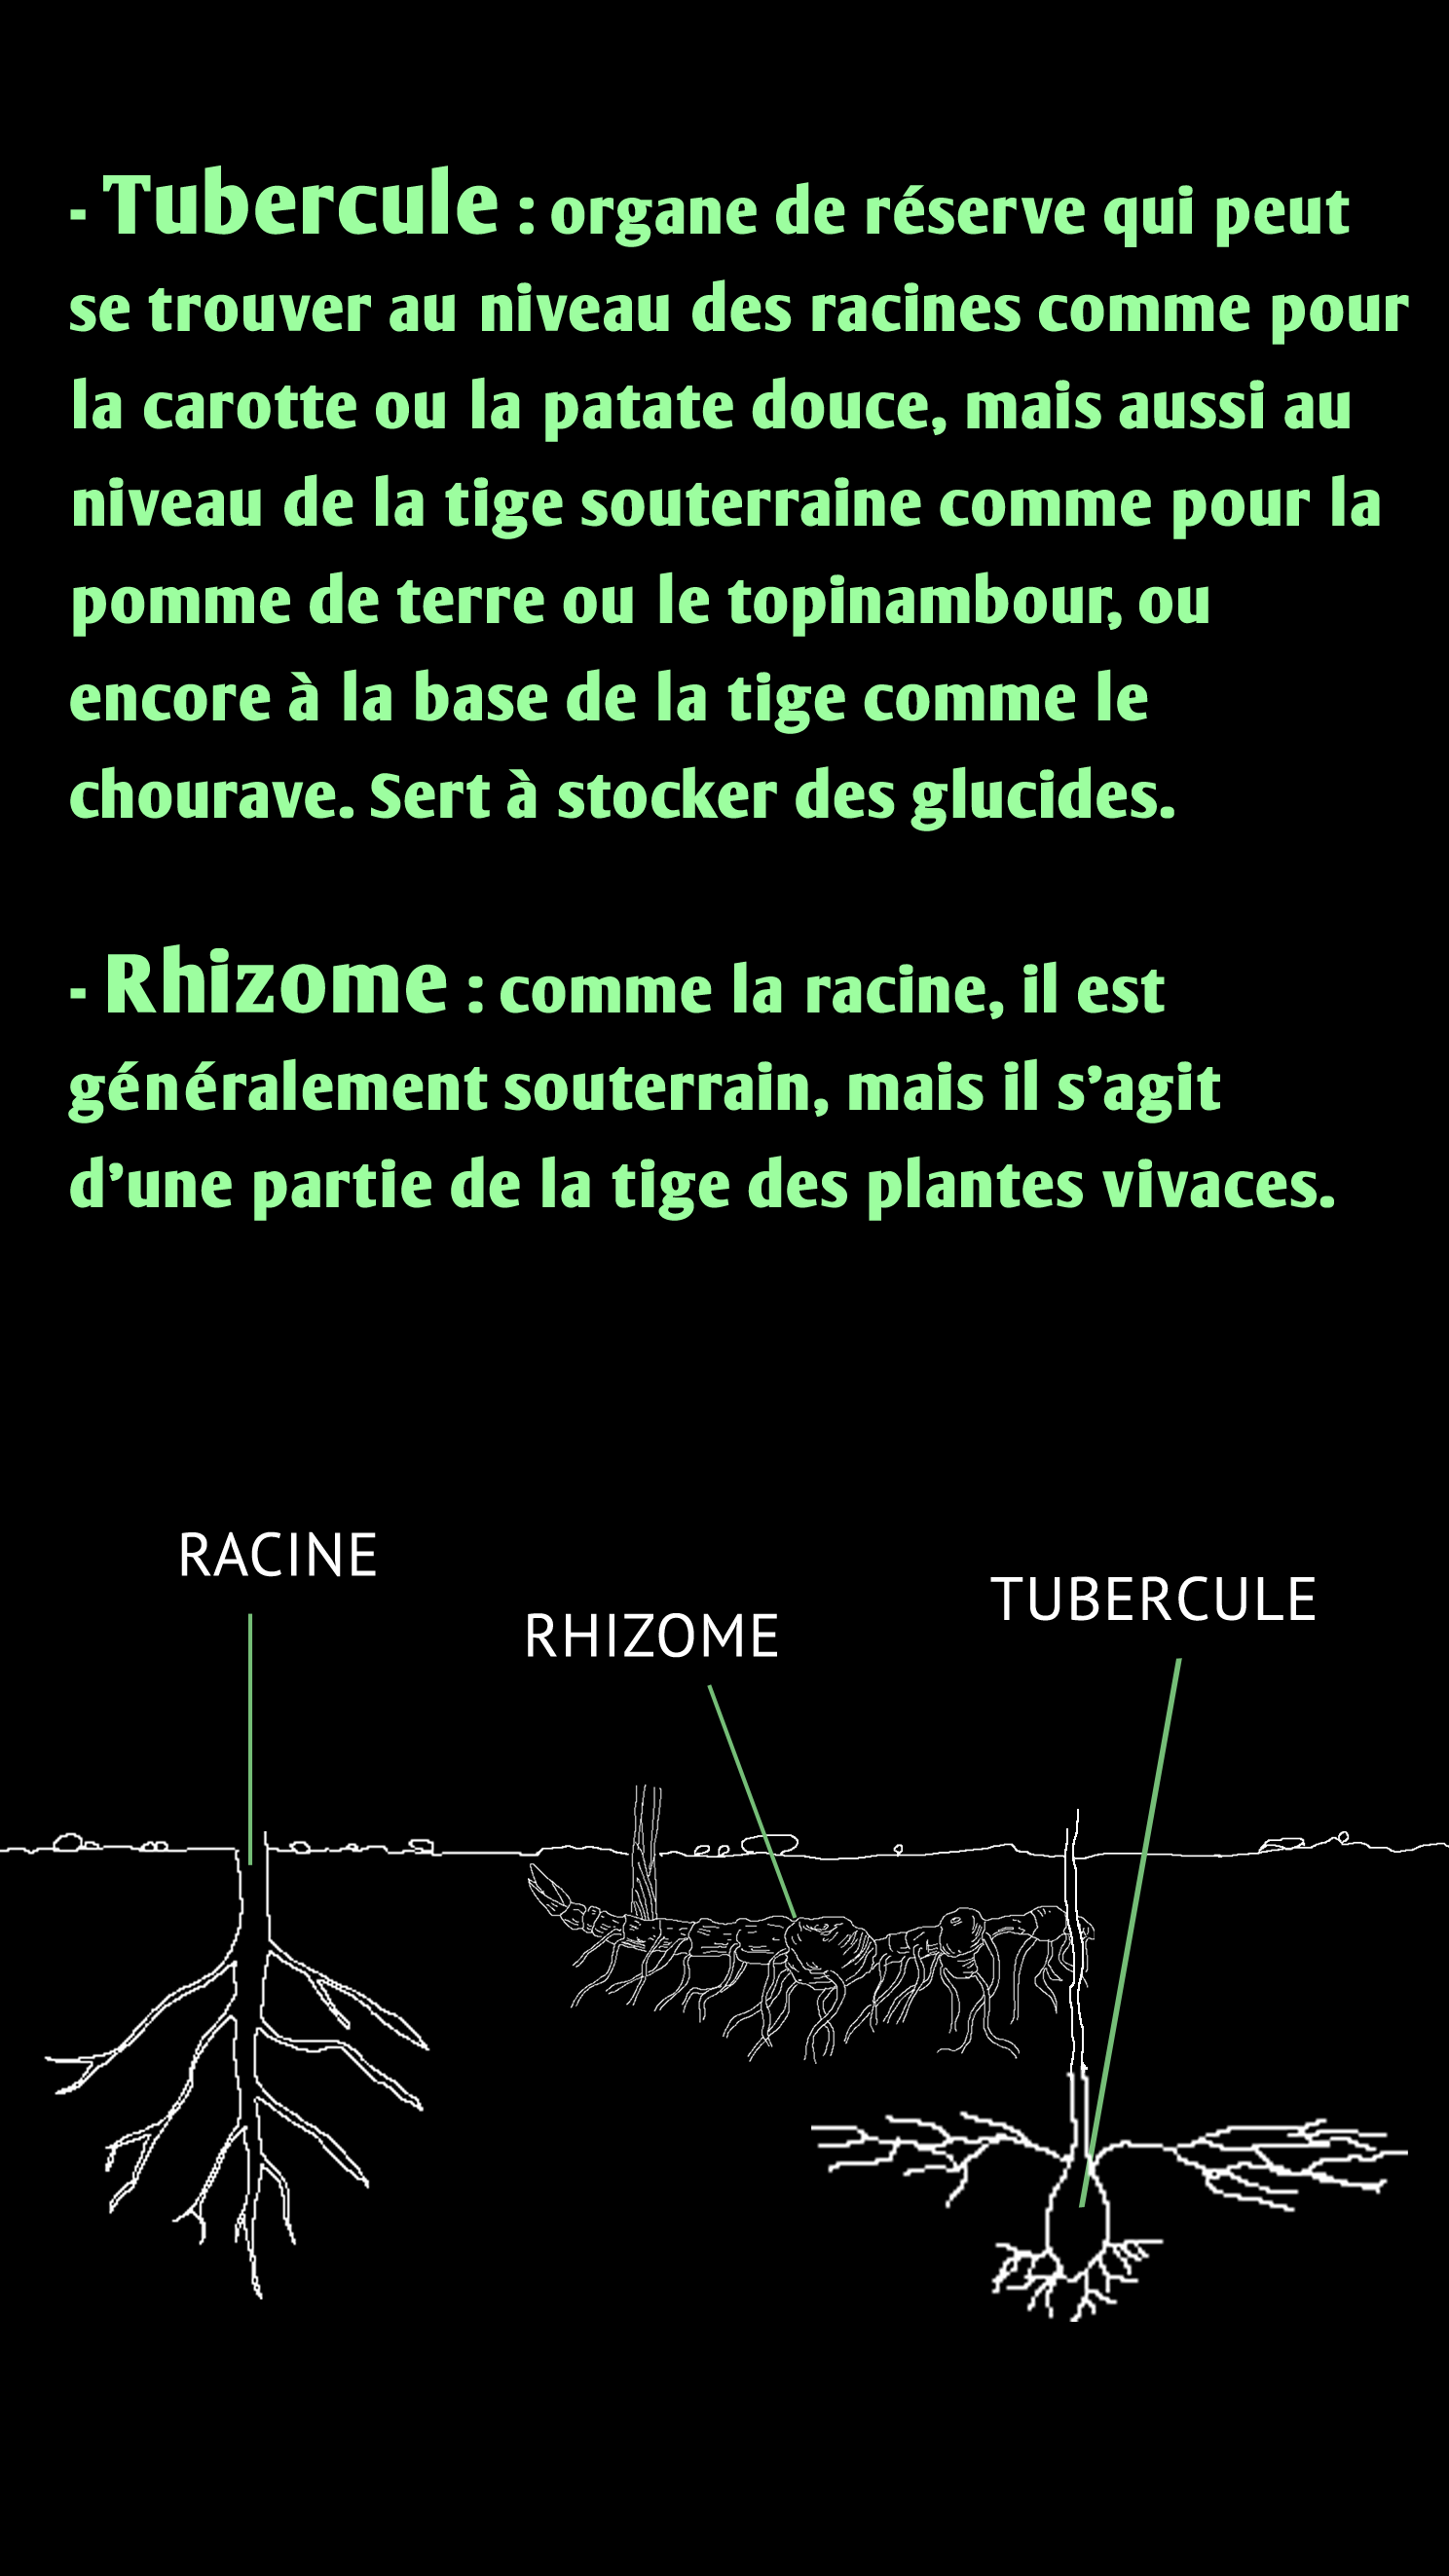 - Tubercule : organe de réserve qui peut
se trouver au niveau des racines comme pour
la carotte ou la patate douce, mais aussi au
niveau de la tige souterraine comme pour la
pomme de terre ou le topinambour, ou
encore à la base de la tige comme le
chourave. Sert à stocker des glucides.
- Rhizome : comme la racine, il est
généralement souterrain, mais il s’agit
d’une partie de la tige des plantes vivaces.
RACINE
RHIZOME
TUBERCULE